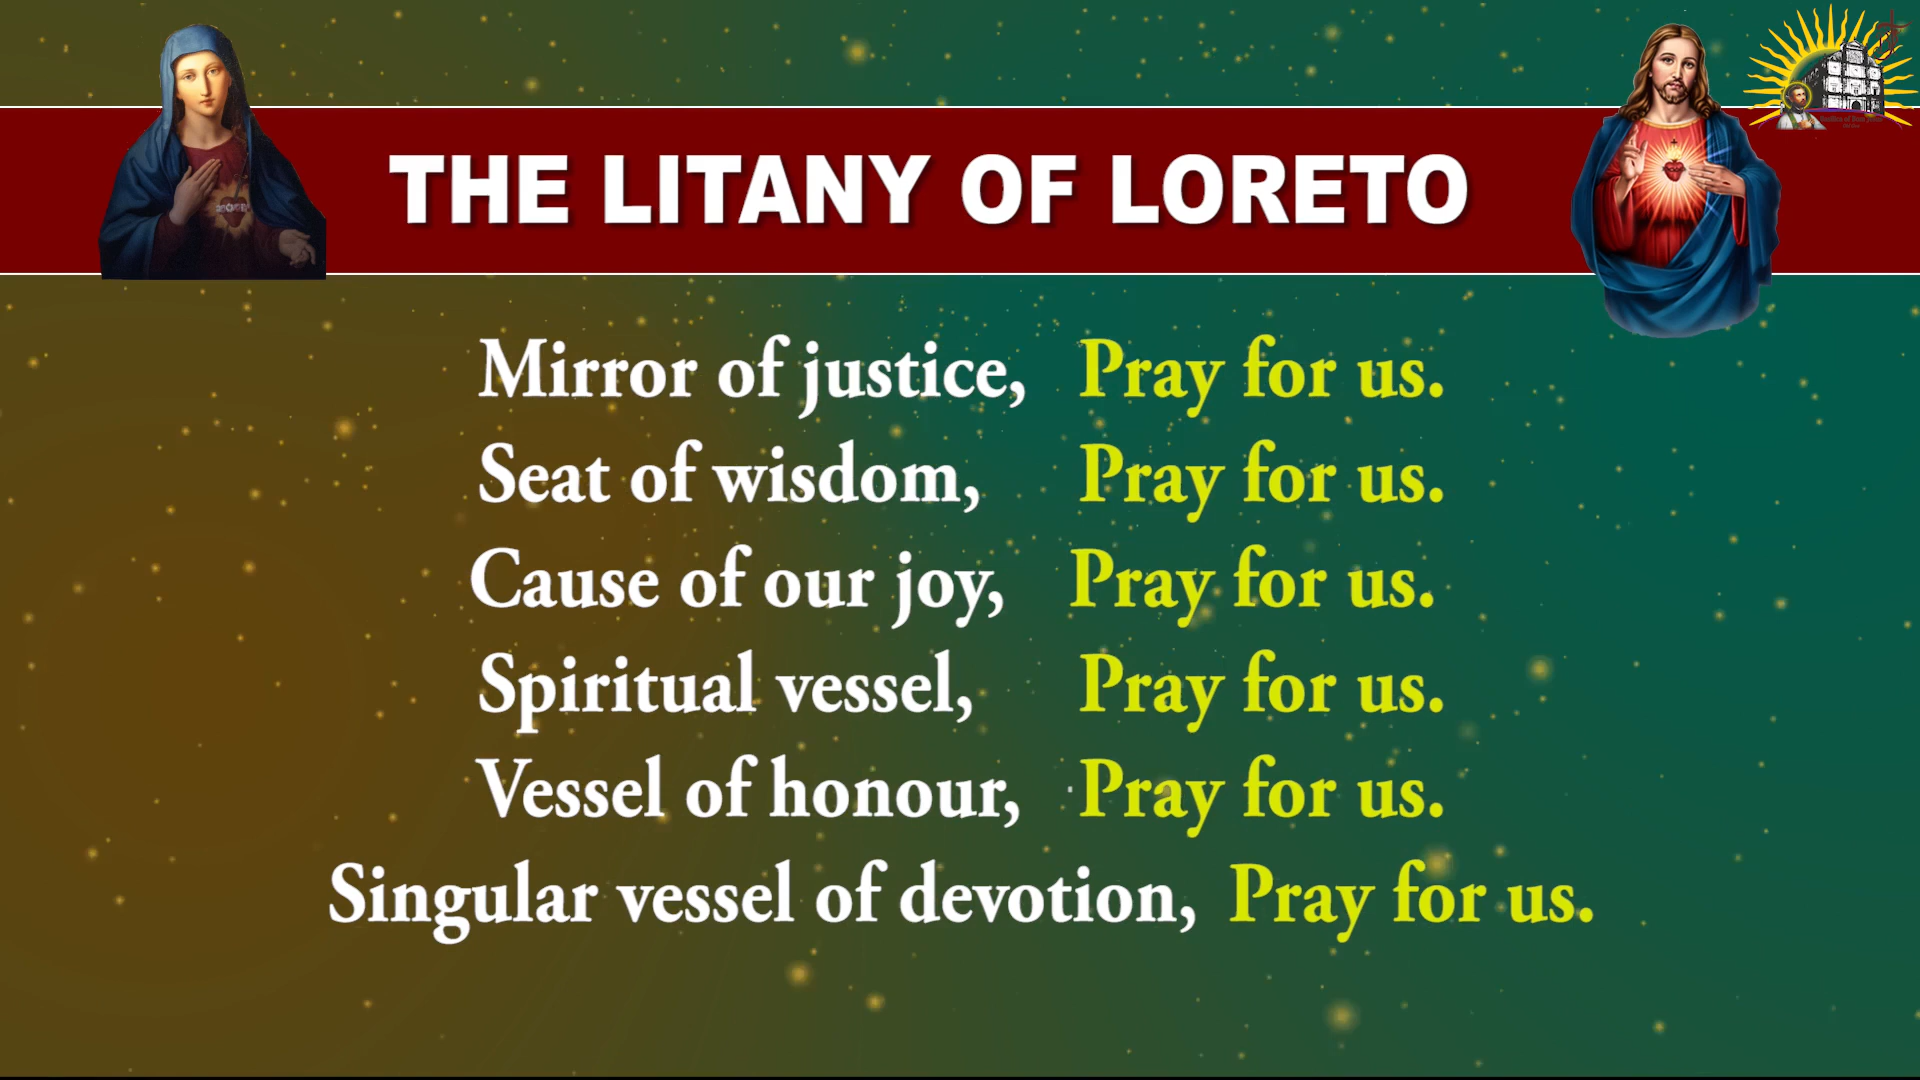 THE LITANY OF LORETO
Mirror of justice, Pray for us.
Seat of wisdom, Pray for us.
Cause of our joy, Pray for us.
Spiritual vessel, Pray for us.
Vessel of honour, Pray for us.
Singular vessel of devotion, Pray for us.